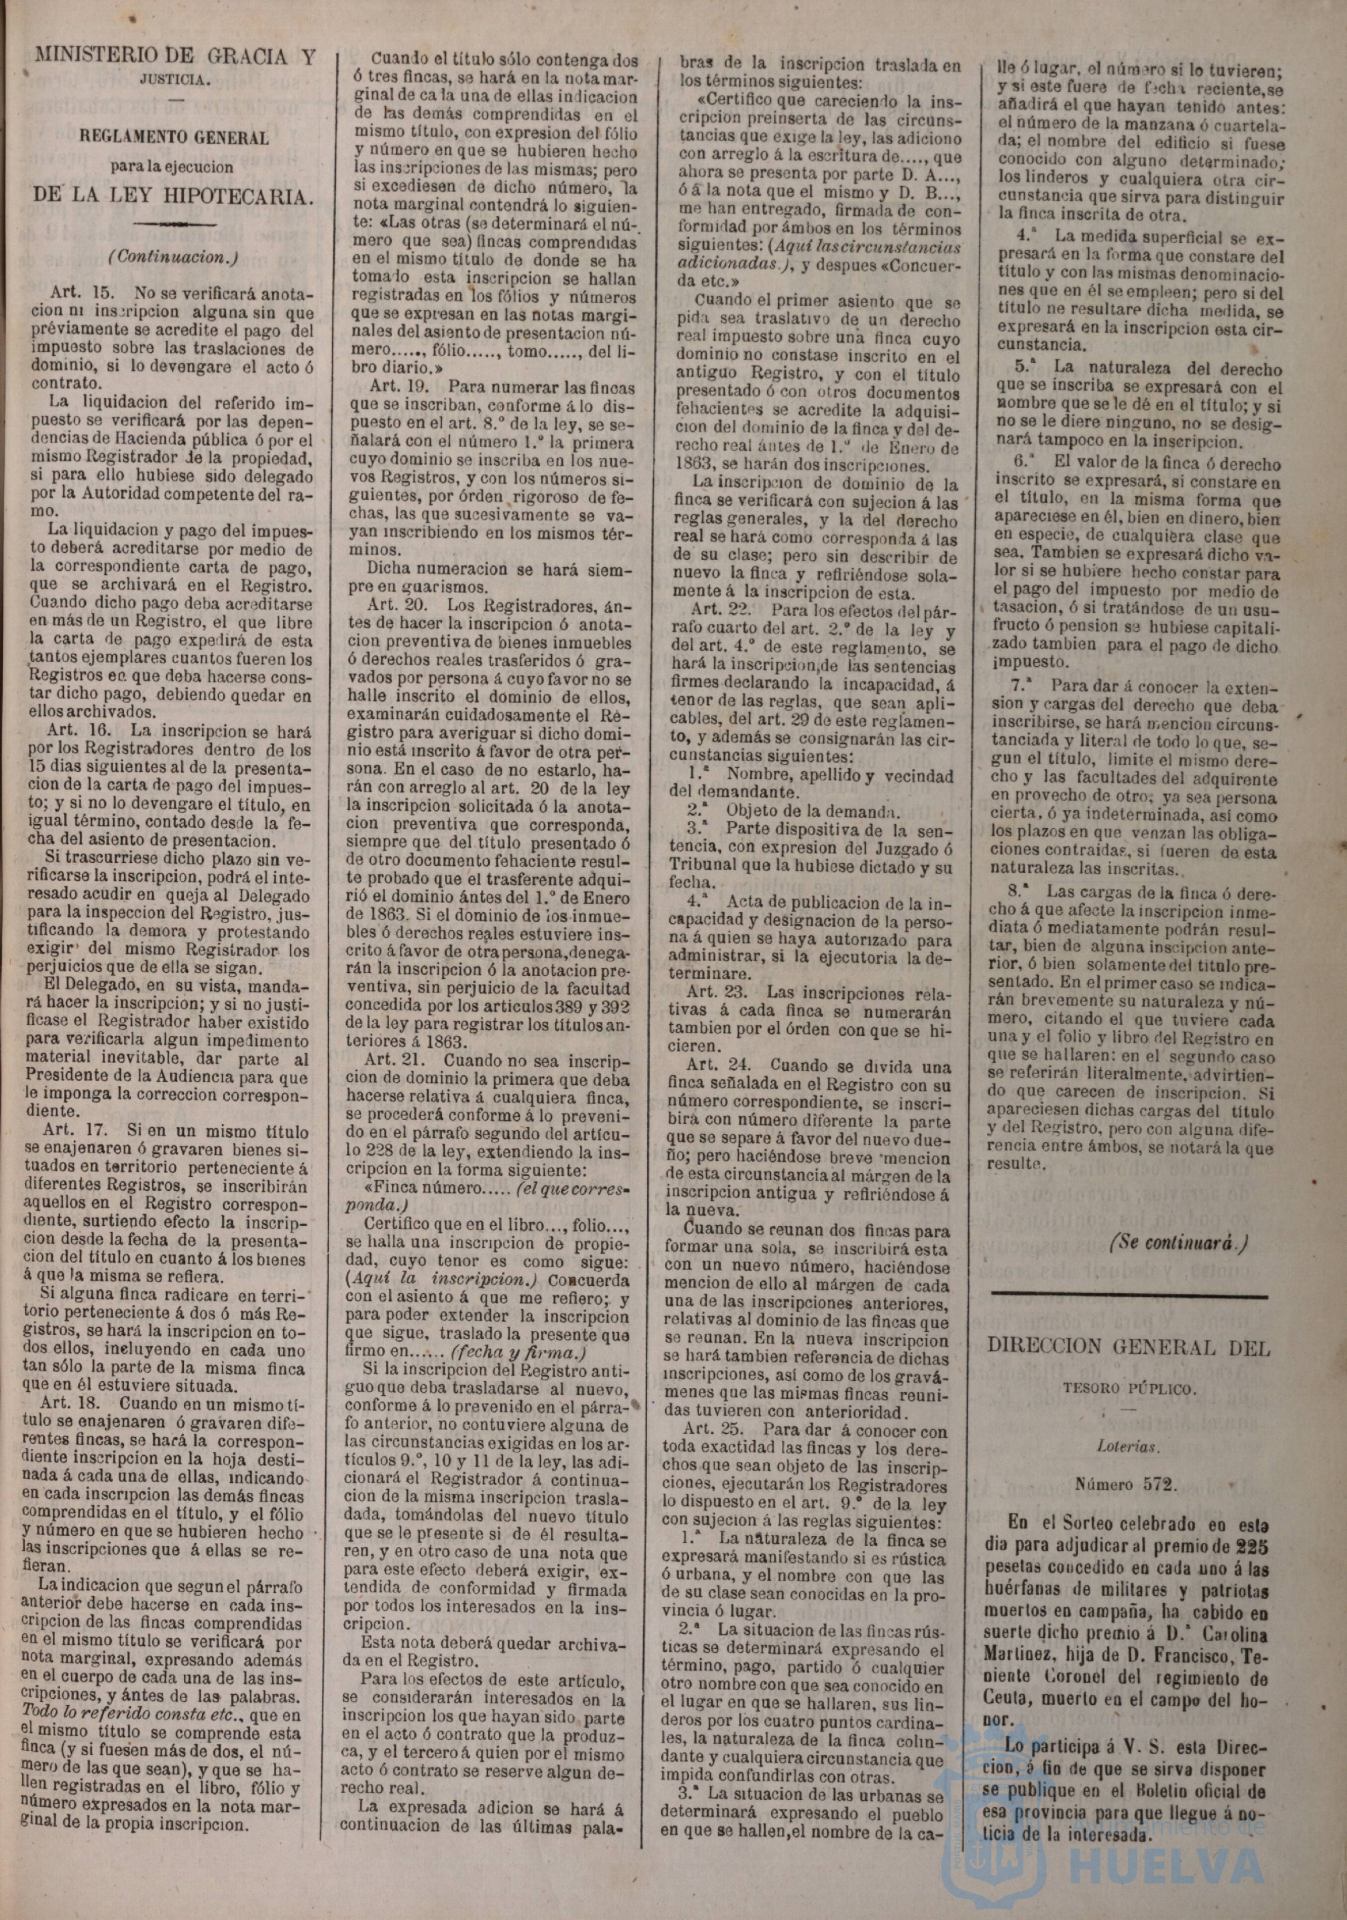 MINISTERIO DE GRACIA Y
JUSTICIA.
REGLAMENTO GENERAL
para la ejecucion
DE LA LEY HIPOTECARIA.
(Continuacion.)
Art. 15. No se verificará anota-
cion ni inscripcion alguna sin que
préviamente se acredite el pago del
impuesto sobre las traslaciones de
dominio, si lo devengare el acto ó
contrato.
La liquidacion del referido im-
puesto se verificará por las depen-
dencias de Hacienda pública ó por el
mismo Registrador de la propiedad,
si para ello hubiese sido delegado
por la Autoridad competente del ra-
mo.
La liquidacion y pago del impues-
to deberá acreditarse por medio de
la correspondiente carta de pago,
que se archivará en el Registro.
Cuando dicho pago deba acreditarse
en más de un Registro, el que libre
la carta de pago expedirá de esta
tantos ejemplares cuantos fueren los
Registros en que deba hacerse cons-
tar dicho pago, debiendo quedar en
ellos archivados.
Art. 16. La inscripcion se hará
por los Registradores dentro de los
15 dias siguientes al de la presenta-
cion de la carta de pago del impues-
to; y si no lo devengare el título, en
igual término, contado desde la fe-
cha del asiento de presentacion.
Si trascurriese dicho plazo sin ve-
rificarse la inscripcion, podrá el inte-
resado acudir en queja al Delegado
para la inspeccion del Registro, jus-
tificando la demora y protestando
exigir del mismo Registrador los
perjuicios que de ella se sigan.
El Delegado, en su vista, manda-
rá hacer la inscripcion; y si no justi-
ficase el Registrador haber existido
para verificarla algun impedimento
material inevitable, dar parte al
Presidente de la Audiencia para que
le imponga la correccion correspon-
diente.
Art. 17. Si en un mismo título
se enajenaren ó gravaren bienes si-
tuados en territorio perteneciente á
diferentes Registros, se inscribirán
aquellos en el Registro correspon-
diente, surtiendo efecto la inscrip-
cion desde la fecha de la presenta-
cion del título en cuanto á los bienes
á que la misma se refiera.
Si alguna finca radicare en terri-
torio perteneciente á dos ó más Re-
gistros, se hará la inscripcion en to-
dos ellos, incluyendo en cada uno
tan sólo la parte de la misma finca
que en él estuviere situada.
Art. 18. Cuando en un mismo tí-
tulo se enajenaren ó gravaren dife-
rentes fincas, se hará la correspon-
diente inscripcion en la hoja desti-
nada á cada una de ellas, indicando
en cada inscripcion las demás fincas
comprendidas en el título, y el fólio
y número en que se hubieren hecho
las inscripciones que á ellas se re-
fieran.
La indicacion que segun el párrafo
anterior debe hacerse en cada ins-
cripcion de las fincas comprendidas
en el mismo título se verificará por
nota marginal, expresando además
en el cuerpo de cada una de las ins-
cripciones, y ántes de las palabras.
Todo lo referido consta etc., que en
el mismo título se comprende esta
finca (y si fuesen más de dos, el nú-
mero de las que sean), y que se ha-
llen registradas en el libro, fólio y
número expresados en la nota mar-
ginal de la propia inscripcion.
Cuando el título sólo contenga dos
ó tres fincas, se hará en la nota mar-
ginal de cada una de ellas indicacion
de las demás comprendidas en el
mismo título, con expresion del fólio
y número en que se hubieren hecho
las inscripciones de las mismas; pero
si excediesen de dicho número, la
nota marginal contendrá lo siguien-
te: «Las otras (se determinará el nú-
mero que sea) fincas comprendidas
en el mismo título de donde se ha
tomado esta inscripcion se hallan
registradas en los fólios y números
que se expresan en las notas margi-
nales del asiento de presentacion nú-
mero....., fólio....., tomo....., del li-
bro diario.»
Art. 19. Para numerar las fincas
que se inscriban, conforme á lo dis-
puesto en el art. 8.º de la ley, se se-
ñalará con el número 1.º la primera
cuyo dominio se inscriba en los nue-
vos Registros, y con los números si-
guientes, por órden rigoroso de fe-
chas, las que sucesivamente se va-
yan inscribiendo en los mismos tér-
minos.
Dicha numeracion se hará siem-
pre en guarismos.
Art. 20. Los Registradores, án-
tes de hacer la inscripcion ó anota-
cion preventiva de bienes inmuebles
ó derechos reales trasferidos ó gra-
vados por persona á cuyo favor no se
halle inscrito el dominio de ellos,
examinarán cuidadosamente el Re-
gistro para averiguar si dicho domi-
nio está inscrito á favor de otra per-
sona. En el caso de no estarlo, ha-
rán con arreglo al art. 20 de la ley
la inscripcion solicitada ó la anota-
cion preventiva que corresponda,
siempre que del título presentado ó
de otro documento fehaciente resul-
te probado que el trasferente adqui-
rió el dominio ántes del 1.º de Enero
de 1863. Si el dominio de los inmue-
bles ó derechos reales estuviere ins-
crito á favor de otra persona, denega-
rán la inscripcion ó la anotacion pre-
ventiva, sin perjuicio de la facultad
concedida por los articulos 389 y 392
de la ley para registrar los títulos an-
teriores á 1863.
Art. 21. Cuando no sea inscrip-
cion de dominio la primera que deba
hacerse relativa á cualquiera finca,
se procederá conforme á lo preveni-
do en el párrafo segundo del artícu-
lo 228 de la ley, extendiendo la ins-
cripcion en la forma siguiente:
«Finca número..... (el que corres-
ponda.)
Certifico que en el libro..., folio...,
se halla una inscripcion de propie-
dad, cuyo tenor es como sigue:
(Aquí la inscripcion.) Concuerda
con el asiento á que me refiero; y
para poder extender la inscripcion
que sigue, traslado la presente que
firmo en...... (fecha y firma.)
Si la inscripcion del Registro anti-
guo que deba trasladarse al nuevo,
conforme á lo prevenido en el párra-
fo anterior, no contuviere alguna de
las circunstancias exigidas en los ar-
tículos 9.º, 10 y 11 de la ley, las adi-
cionará el Registrador á continua-
cion de la misma inscripcion trasla-
dada, tomándolas del nuevo título
que se le presente si de él resulta-
ren, y en otro caso de una nota que
para este efecto deberá exigir, ex-
tendida de conformidad y firmada
por todos los interesados en la ins-
cripcion.
Esta nota deberá quedar archiva-
da en el Registro.
Para los efectos de este artículo,
se considerarán interesados en la
inscripcion los que hayan sido parte
en el acto ó contrato que la produz-
ca, y el tercero á quien por el mismo
acto ó contrato se reserve algun de-
recho real.
La expresada adicion se hará á
continuacion de las últimas pala-
bras de la inscripcion traslada en
los términos siguientes:
«Certifico que careciendo la ins-
cripcion preinserta de las circuns-
tancias que exige la ley, las adiciono
con arreglo á la escritura de...., que
ahora se presenta por parte D. A...,
ó á la nota que el mismo y D. B...,
me han entregado, firmada de con-
formidad por ámbos en los términos
siguientes: (Aquí las circunstancias
adicionadas.), y despues «Concuer-
da etc.»
Cuando el primer asiento que se
pida sea traslativo de un derecho
real impuesto sobre una finca cuyo
dominio no constase inscrito en el
antiguo Registro, y con el título
presentado ó con otros documentos
fehacientes se acredite la adquisi-
cion del dominio de la finca y del de-
recho real ántes de 1.º de Enero de
1863, se harán dos inscripciones.
La inscripcion de dominio de la
finca se verificará con sujecion á las
reglas generales, y la del derecho
real se hará como corresponda á las
de su clase; pero sin describir de
nuevo la finca y refiriéndose sola-
mente á la inscripcion de esta.
Art. 22. Para los efectos del pár-
rafo cuarto del art. 2.º de la ley y
del art. 4.º de este reglamento, se
hará la inscripcion, de las sentencias
firmes declarando la incapacidad, á
tenor de las reglas, que sean apli-
cables, del art. 29 de este reglamen-
to, y además se consignarán las cir-
cunstancias siguientes:
1.ª Nombre, apellido y vecindad
del demandante.
2.ª Objeto de la demanda.
3.ª Parte dispositiva de la sen-
tencia, con expresion del Juzgado ó
Tribunal que la hubiese dictado y su
fecha.
4.ª Acta de publicacion de la in-
capacidad y designacion de la perso-
na á quien se haya autorizado para
administrar, si la ejecutoria la de-
terminare.
Art. 23. Las inscripciones rela-
tivas á cada finca se numerarán
tambien por el órden con que se hi-
cieren.
Art. 24. Cuando se divida una
finca señalada en el Registro con su
número correspondiente, se inscri-
birá con número diferente la parte
que se separe á favor del nuevo due-
ño; pero haciéndose breve mencion
de esta circunstancia al márgen de la
inscripcion antigua y refiriéndose á
la nueva.
Cuando se reunan dos fincas para
formar una sola, se inscribirá esta
con un nuevo número, haciéndose
mencion de ello al márgen de cada
una de las inscripciones anteriores,
relativas al dominio de las fincas que
se reunan. En la nueva inscripcion
se hará tambien referencia de dichas
inscripciones, así como de los gravá-
menes que las mismas fincas reuni-
das tuvieren con anterioridad.
Art. 25. Para dar á conocer con
toda exactidad las fincas y los dere-
chos que sean objeto de las inscrip-
ciones, ejecutarán los Registradores
lo dispuesto en el art. 9.º de la ley
con sujecion á las reglas siguientes:
1.ª La naturaleza de la finca se
expresará manifestando si es rústica
ó urbana, y el nombre con que las
de su clase sean conocidas en la pro-
vincia ó lugar.
2.ª La situacion de las fincas rús-
ticas se determinará expresando el
término, pago, partido ó cualquier
otro nombre con que sea conocido en
el lugar en que se hallaren, sus lin-
deros por los cuatro puntos cardina-
les, la naturaleza de la finca colin-
dante y cualquiera circunstancia que
impida confundirlas con otras.
3.ª La situacion de las urbanas se
determinará expresando el pueblo
en que se hallen, el nombre de la ca-
lle ó lugar, el número si lo tuvieren;
y si este fuere de fecha reciente, se
añadirá el que hayan tenido antes:
el número de la manzana ó cuartela-
da; el nombre del edificio si fuese
conocido con alguno determinado;
los linderos y cualquiera otra cir-
cunstancia que sirva para distinguir
la finca inscrita de otra.
4.ª La medida superficial se ex-
presará en la forma que constare del
título y con las mismas denominacio-
nes que en él se empleen; pero si del
título no resultare dicha medida, se
expresará en la inscripcion esta cir-
cunstancia.
5.ª La naturaleza del derecho
que se inscriba se expresará con el
nombre que se le dé en el título; y si
no se le diere ninguno, no se desig-
nará tampoco en la inscripcion.
6.ª El valor de la finca ó derecho
inscrito se expresará, si constare en
el título, en la misma forma que
apareciese en él, bien en dinero, bien
en especie, de cualquiera clase que
sea. Tambien se expresará dicho va-
lor si se hubiere hecho constar para
el pago del impuesto por medio de
tasacion, ó si tratándose de un usu-
fructo ó pension se hubiese capitali-
zado tambien para el pago de dicho
impuesto.
7.ª Para dar á conocer la exten-
sion y cargas del derecho que deba
inscribirse, se hará mencion circuns-
tanciada y literal de todo lo que, se-
gun el título, limite el mismo dere-
cho y las facultades del adquirente
en provecho de otro; ya sea persona
cierta, ó ya indeterminada, así como
los plazos en que venzan las obliga-
ciones contraidas, si fueren de esta
naturaleza las inscritas.
8.ª Las cargas de la finca ó dere-
cho á que afecte la inscripcion inme-
diata ó mediatamente podrán resul-
tar, bien de alguna inscipcion ante-
rior, ó bien solamente del título pre-
sentado. En el primer caso se indica-
rán brevemente su naturaleza y nú-
mero, citando el que tuviere cada
una y el folio y libro del Registro en
que se hallaren: en el segundo caso
se referirán literalmente, advirtien-
do que carecen de inscripcion. Si
apareciesen dichas cargas del título
y del Registro, pero con alguna dife-
rencia entre ámbos, se notará la que
resulte.
(Se continuará.)
DIRECCION GENERAL DEL
TESORO PÚPLICO.
Loterías.
Número 572.
En el Sorteo celebrado en esta
dia para adjudicar al premio de 225
pesetas concedido en cada uno á las
huérfanas de militares y patriotas
muertos en campaña, ha cabido en
suerte dicho premio á D.ª Carolina
Martinez, hija de D. Francisco, Te-
niente Coronel del regimiento de
Ceuta, muerto en el campo del ho-
nor.
Lo participa á V. S. esta Direc-
cion, á fin de que se sirva disponer
se publique en el Boletin oficial de
esa provincia para que llegue á no-
ticia de la interesada.
HUELVA